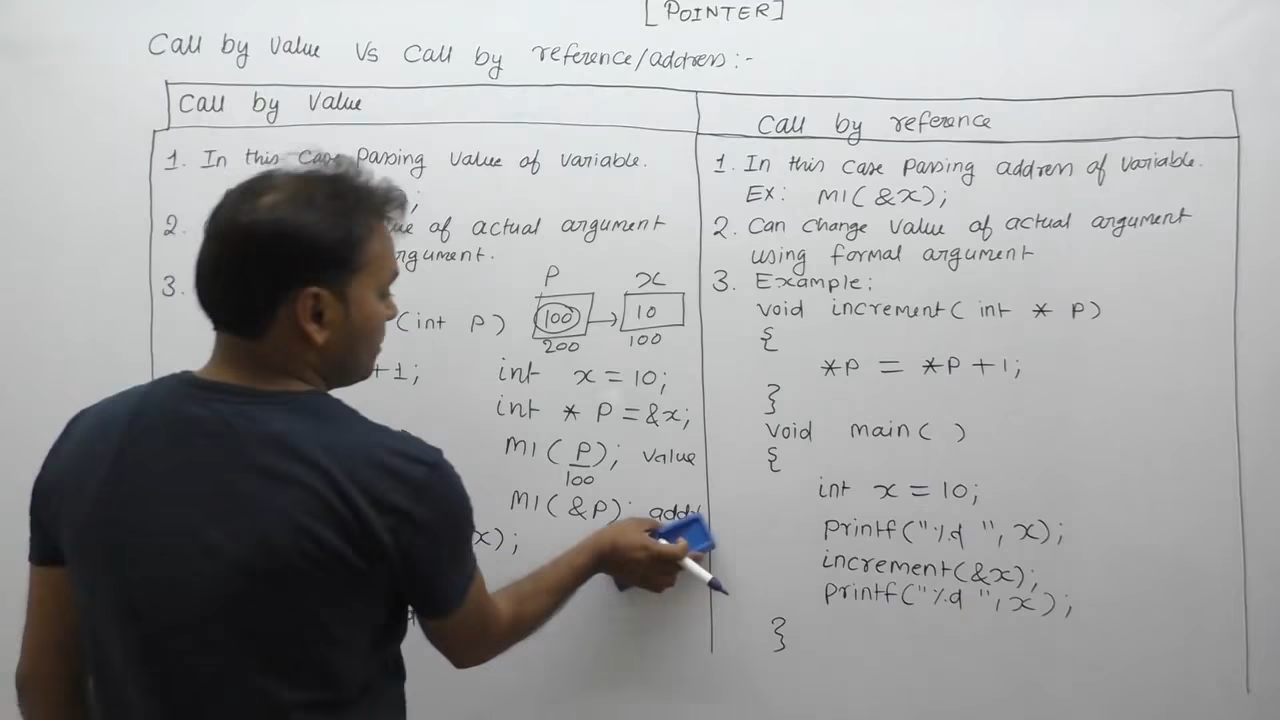 [POINTER]
Call by value Vs Call by reference/address:-
Call by Value
1. In this case Passing value of variable.
;
2. of actual argument
argument.
3.
(int P)
+1;
x);
P x
100 → 10
200 100
int x = 10;
int * P = &x;
M1(P); value
100
M1(&P);
Call by reference
1. In this case passing address of variable.
EX: M1(&x);
2. Can change value of actual argument
using formal argument
3. Example:
void increment( int * P)
{
*P = *P+1;
}
void main( )
{
int x = 10;
printf("%d ", x);
increment(&x);
printf("%d ", x);
}